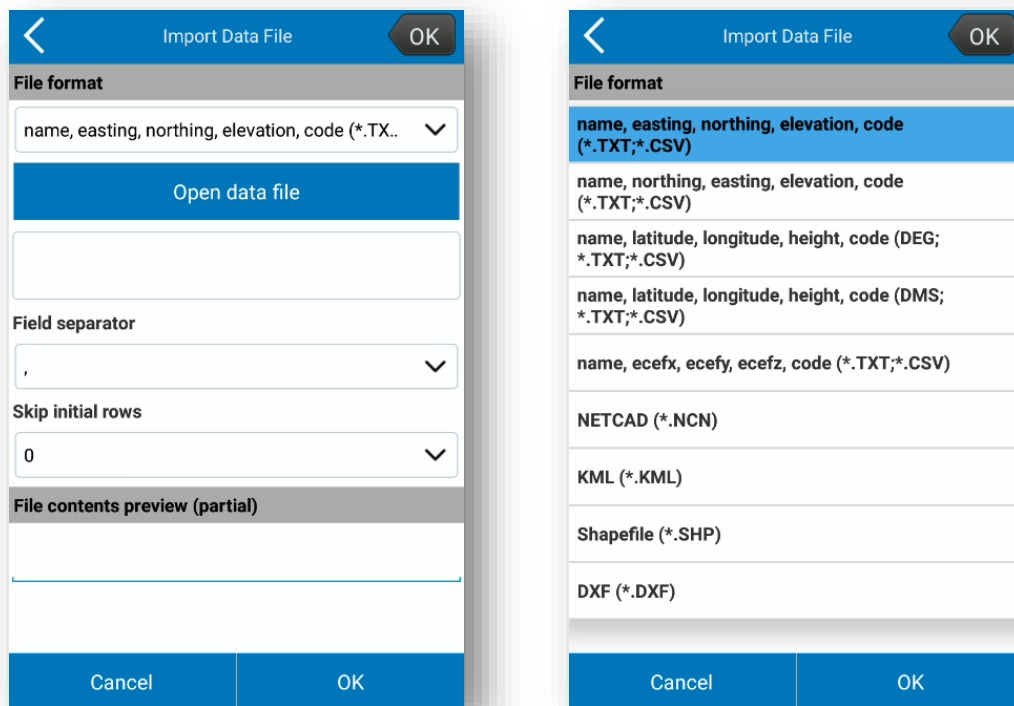 Import Data File
OK
File format
name, easting, northing, elevation, code (*.TX..
Open data file
Field separator
,
Skip initial rows
0
File contents preview (partial)
Cancel
OK
Import Data File
OK
File format
name, easting, northing, elevation, code
(*.TXT;*.CSV)
name, northing, easting, elevation, code
(*.TXT;*.CSV)
name, latitude, longitude, height, code (DEG;
*.TXT;*.CSV)
name, latitude, longitude, height, code (DMS;
*.TXT;*.CSV)
name, ecefx, ecefy, ecefz, code (*.TXT;*.CSV)
NETCAD (*.NCN)
KML (*.KML)
Shapefile (*.SHP)
DXF (*.DXF)
Cancel
OK